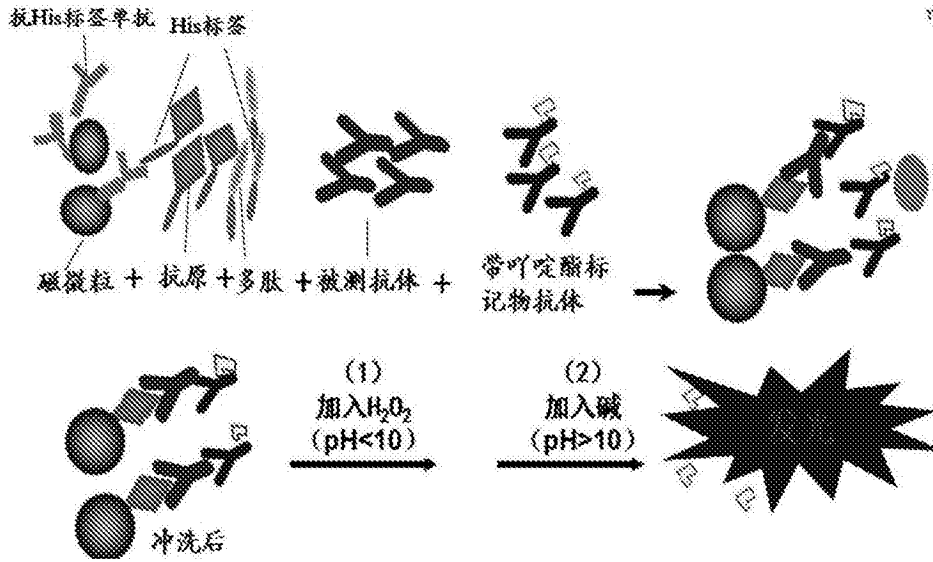 抗His标签单抗 His标签
磁微粒 + 抗原 + 多肽 + 被测抗体 + 带吖啶酯标
记物抗体
(1) (2)
加入H₂O₂ 加入碱
(pH<10) (pH>10)
冲洗后